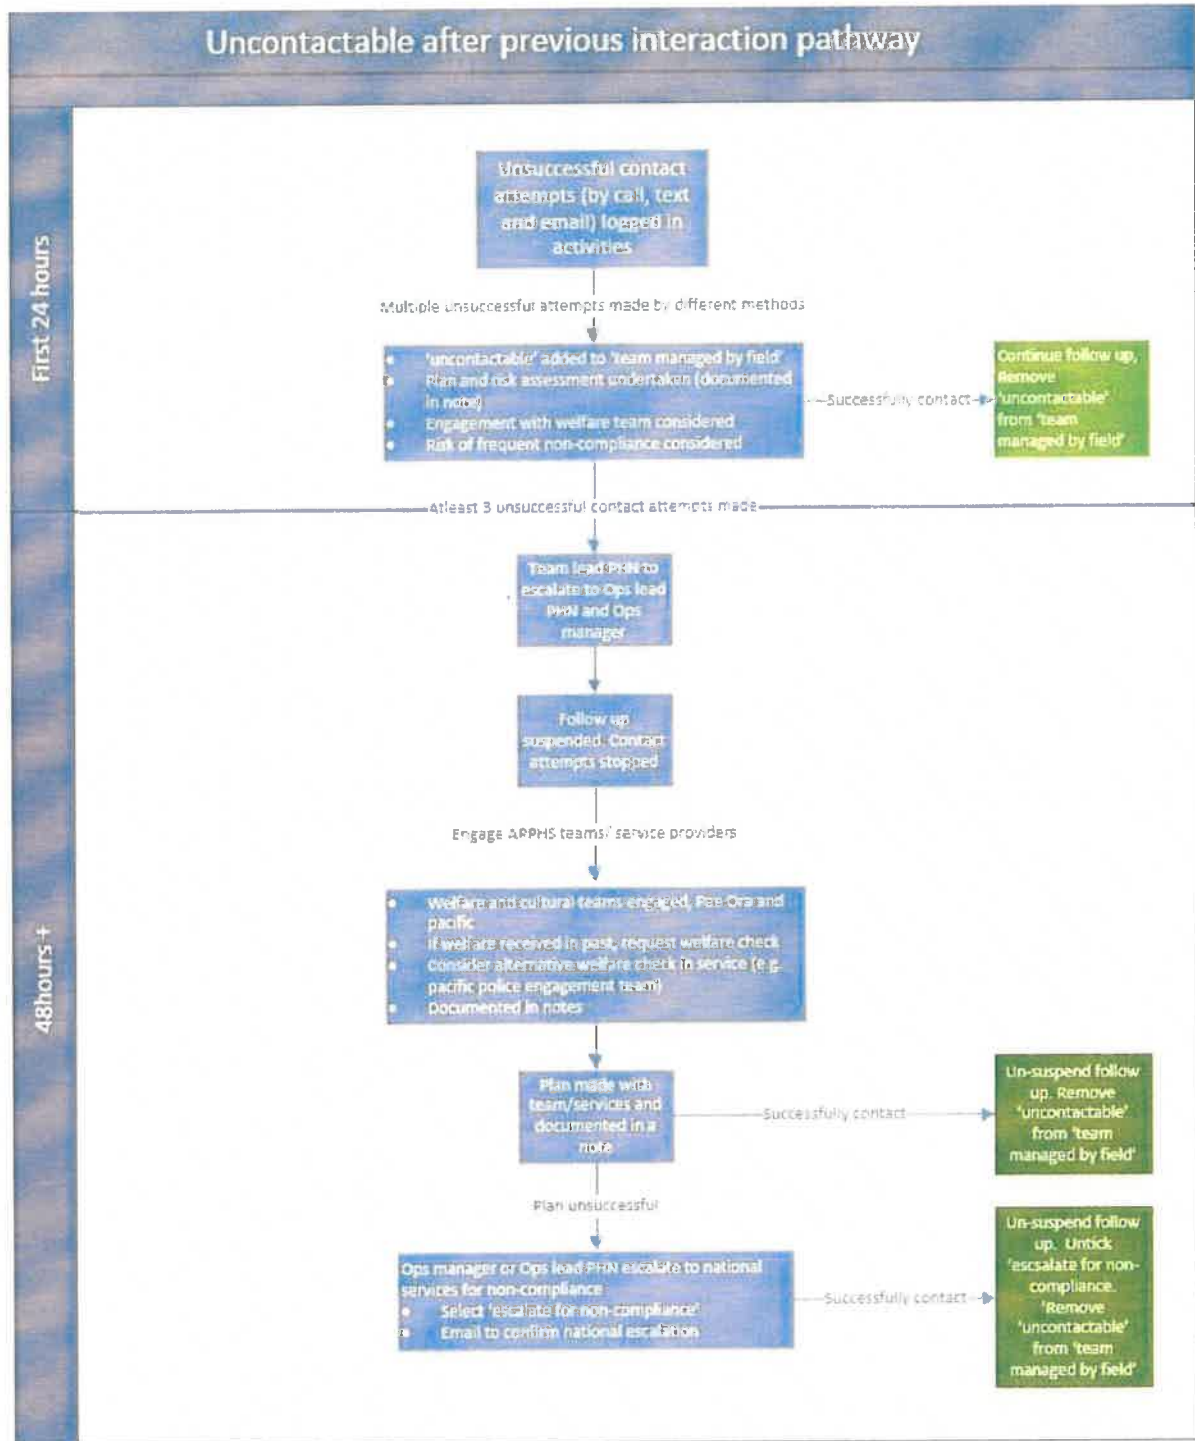 Uncontactable after previous interaction pathway
First 24 hours
Unsuccessful contact
attempts (by call, text
and email) logged in
activities
Multiple unsuccessful attempts made by different methods
• 'uncontactable' added to 'team managed by field'
• Plan and risk assessment undertaken (documented
in note)
• Engagement with welfare team considered
• Risk of frequent non-compliance considered
Successfully contact
Continue follow up,
Remove
'uncontactable'
from 'team
managed by field'
Atleast 3 unsuccessful contact attempts made
48hours +
Team lead PHN to
escalate to Ops lead
PHN and Ops
manager
Follow up
suspended. Contact
attempts stopped
Engage ARPHS teams/ service providers
• Welfare and cultural teams engaged, Pae Ora and
pacific
• If welfare received in past, request welfare check
• Consider alternative welfare check in service (e.g.
pacific police engagement team)
• Documented in notes
Plan made with
team/services and
documented in a
note
Successfully contact
Un-suspend follow
up. Remove
'uncontactable'
from 'team
managed by field'
Plan unsuccessful
Ops manager or Ops lead PHN escalate to national
services for non-compliance
• Select 'escalate for non-compliance'
• Email to confirm national escalation
Successfully contact
Un-suspend follow
up. Untick
'escsalate for non-
compliance.
'Remove
'uncontactable'
from 'team
managed by field'